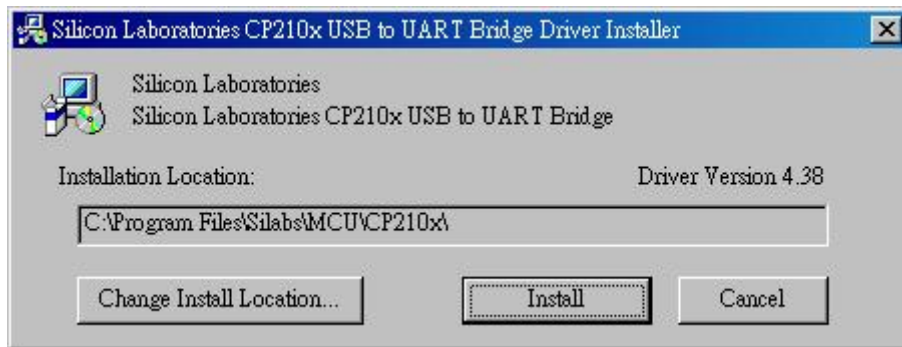 Silicon Laboratories CP210x USB to UART Bridge Driver Installer
Silicon Laboratories
Silicon Laboratories CP210x USB to UART Bridge
Installation Location:
Driver Version 4.38
C:\Program Files\Silabs\MCU\CP210x\
Change Install Location...
Install
Cancel